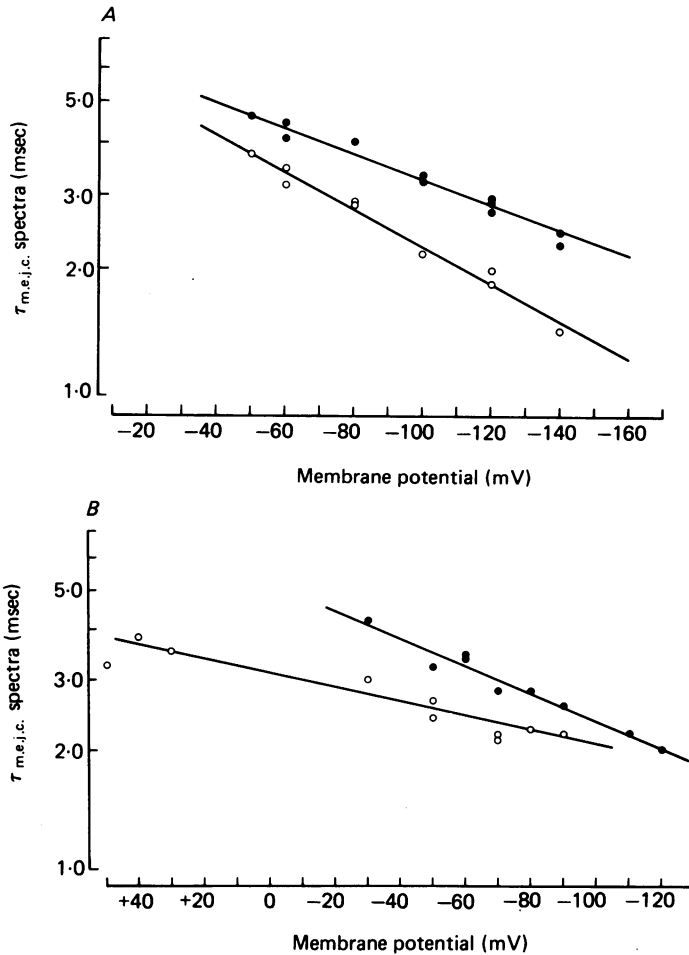 A
τm.e.j.c. spectra (msec)
5·0
3·0
2·0
1·0
−20 −40 −60 −80 −100 −120 −140 −160
Membrane potential (mV)
B
τm.e.j.c. spectra (msec)
5·0
3·0
2·0
1·0
+40 +20 0 −20 −40 −60 −80 −100 −120
Membrane potential (mV)